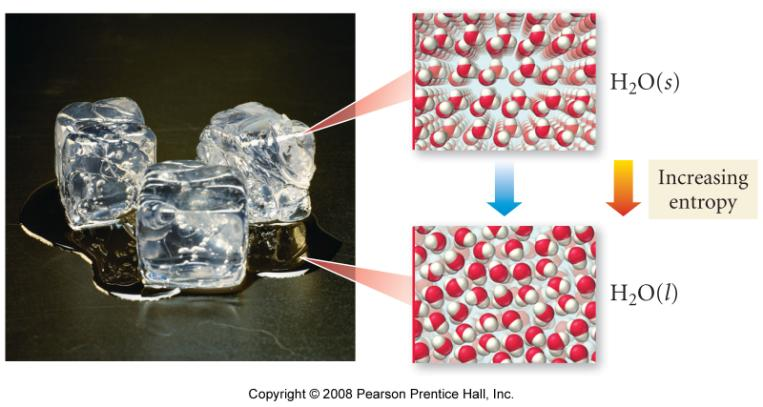 H₂O(s)
Increasing
entropy
H₂O(l)
Copyright © 2008 Pearson Prentice Hall, Inc.